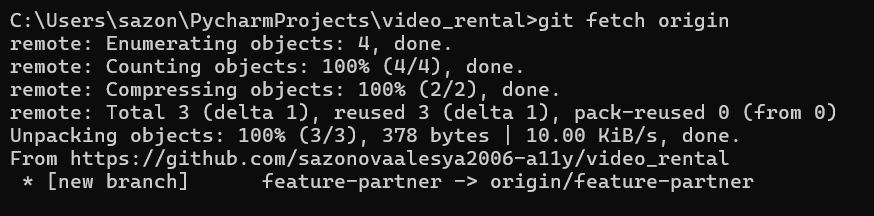 C:\Users\sazon\PycharmProjects\video_rental>git fetch origin
remote: Enumerating objects: 4, done.
remote: Counting objects: 100% (4/4), done.
remote: Compressing objects: 100% (2/2), done.
remote: Total 3 (delta 1), reused 3 (delta 1), pack-reused 0 (from 0)
Unpacking objects: 100% (3/3), 378 bytes | 10.00 KiB/s, done.
From https://github.com/sazonovaalesya2006-a11y/video_rental
 * [new branch]      feature-partner -> origin/feature-partner